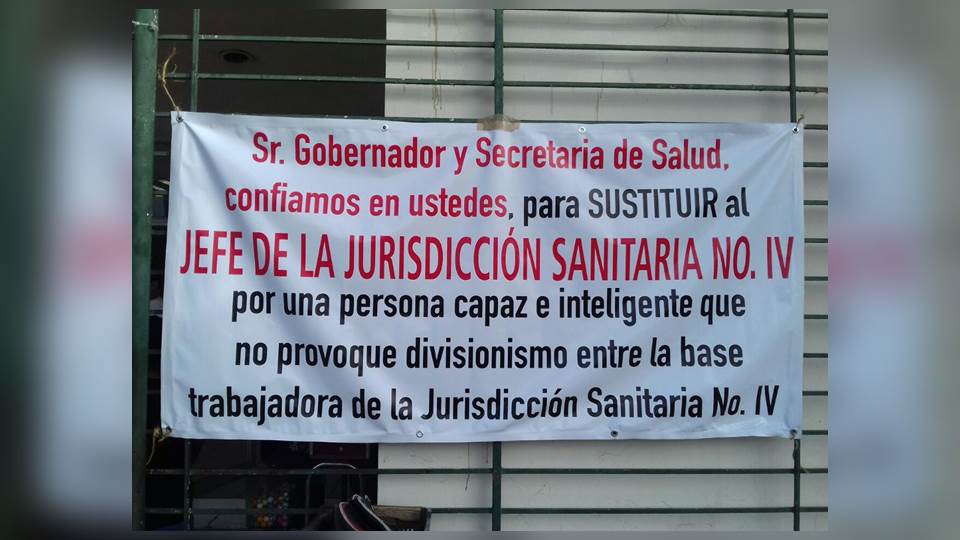 Sr. Gobernador y Secretaria de Salud,
confiamos en ustedes, para SUSTITUIR al
JEFE DE LA JURISDICCIÓN SANITARIA NO. IV
por una persona capaz e inteligente que
no provoque divisionismo entre la base
trabajadora de la Jurisdicción Sanitaria No. IV